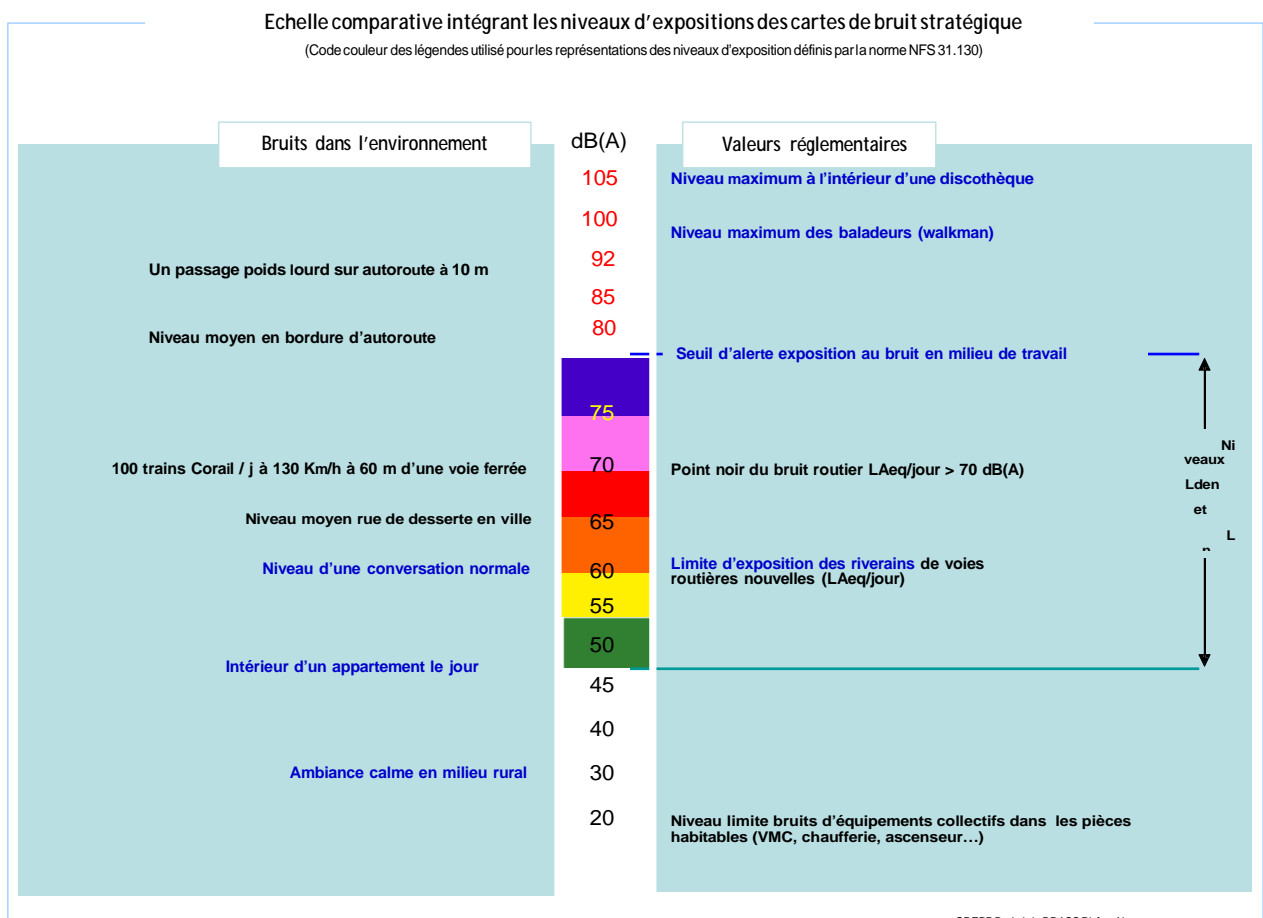 Echelle comparative intégrant les niveaux d'expositions des cartes de bruit stratégique
(Code couleur des légendes utilisé pour les représentations des niveaux d'exposition définis par la norme NFS 31.130)
Bruits dans l'environnement
dB(A)
Valeurs réglementaires
105
Niveau maximum à l'intérieur d'une discothèque
100
Niveau maximum des baladeurs (walkman)
92
Un passage poids lourd sur autoroute à 10 m
85
80
Niveau moyen en bordure d'autoroute
Seuil d'alerte exposition au bruit en milieu de travail
75
100 trains Corail / j à 130 Km/h à 60 m d'une voie ferrée
70
Point noir du bruit routier LAeq/jour > 70 dB(A)
Ni
veaux
Lden
et
L
Niveau moyen rue de desserte en ville
65
Niveau d'une conversation normale
60
Limite d'exposition des riverains de voies
routières nouvelles (LAeq/jour)
55
50
Intérieur d'un appartement le jour
45
40
Ambiance calme en milieu rural
30
20
Niveau limite bruits d'équipements collectifs dans les pièces
habitables (VMC, chaufferie, ascenseur…)